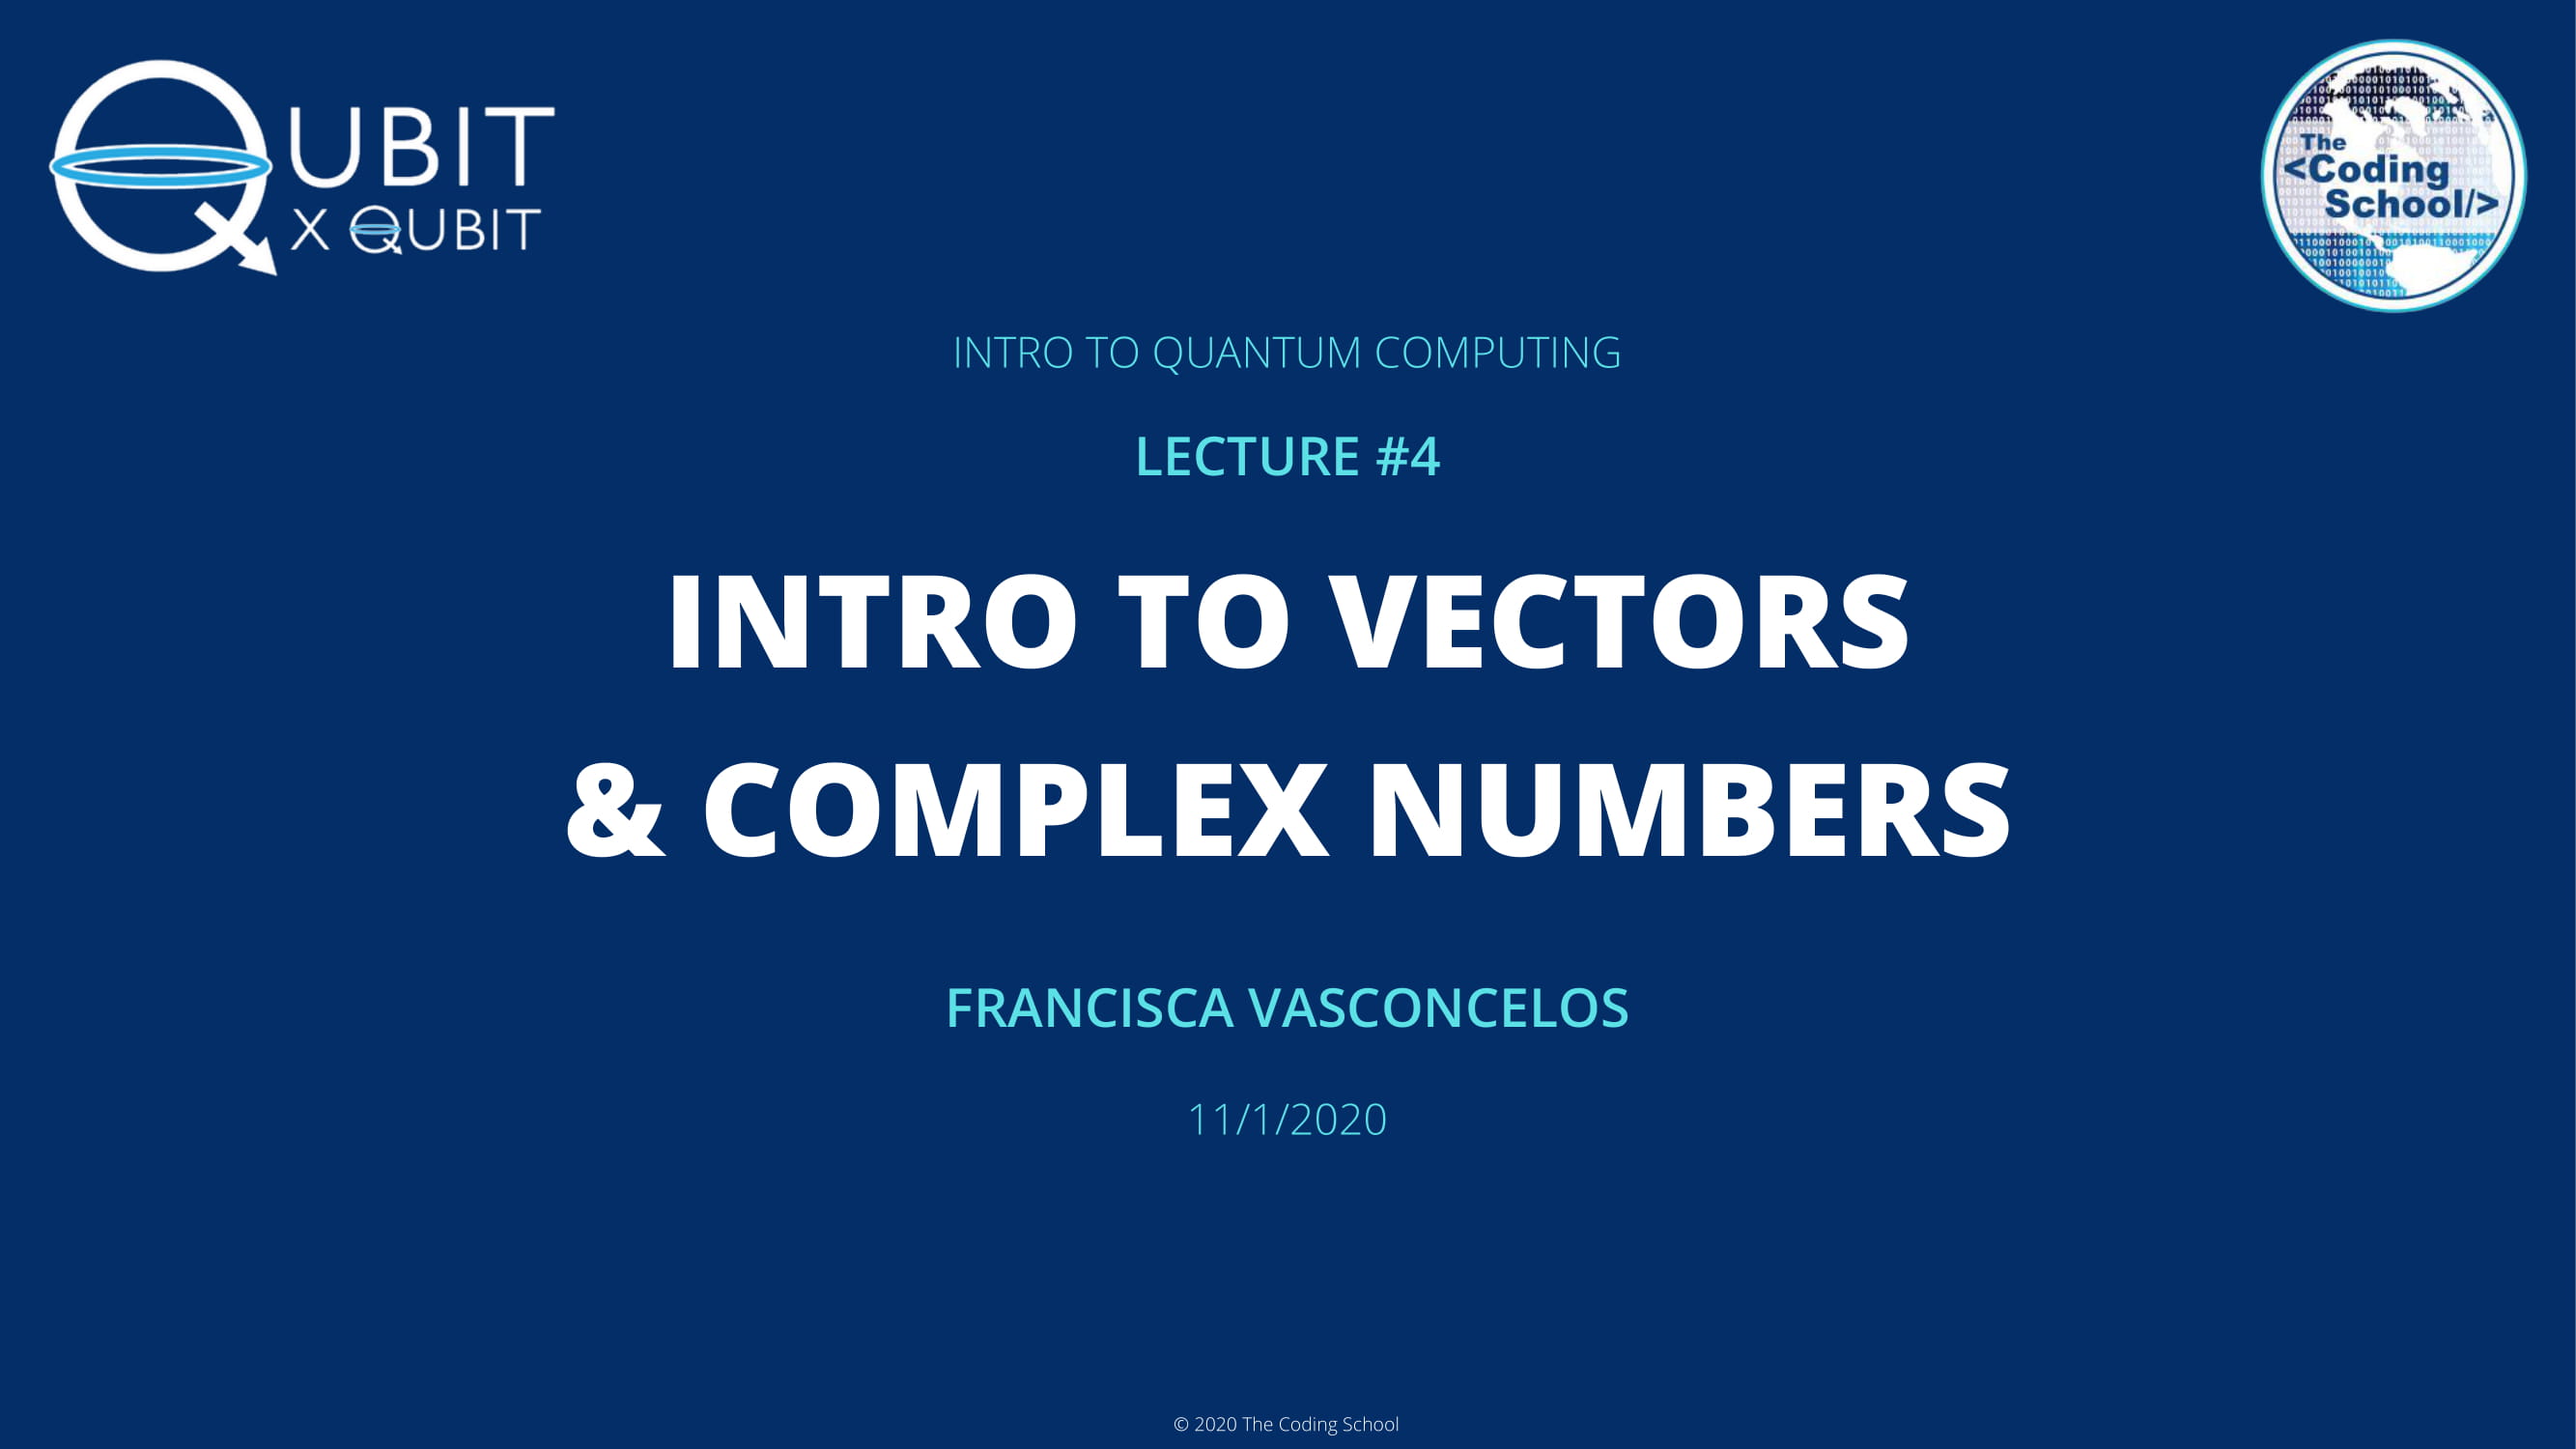 QUBIT
X QUBIT
The
<Coding
School/>
INTRO TO QUANTUM COMPUTING
LECTURE #4
INTRO TO VECTORS
& COMPLEX NUMBERS
FRANCISCA VASCONCELOS
11/1/2020
© 2020 The Coding School